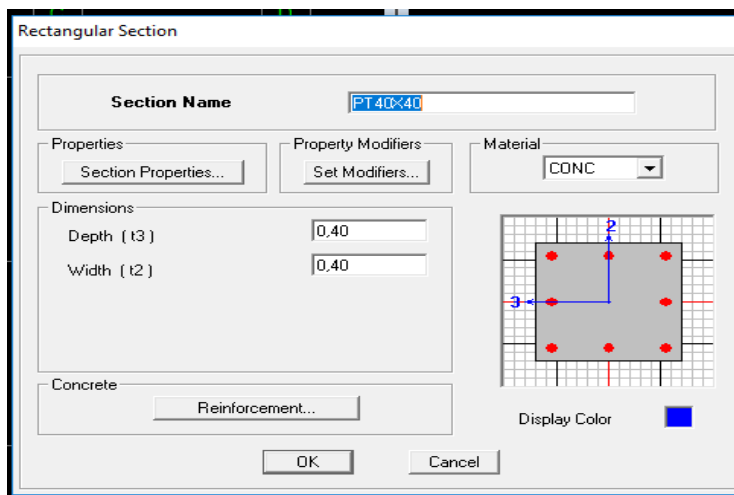 Rectangular Section
Section Name PT40X40
Properties
Section Properties...
Property Modifiers
Set Modifiers...
Material
CONC
Dimensions
Depth (t3) 0,40
Width (t2) 0,40
2
3
Concrete
Reinforcement...
Display Color
OK
Cancel